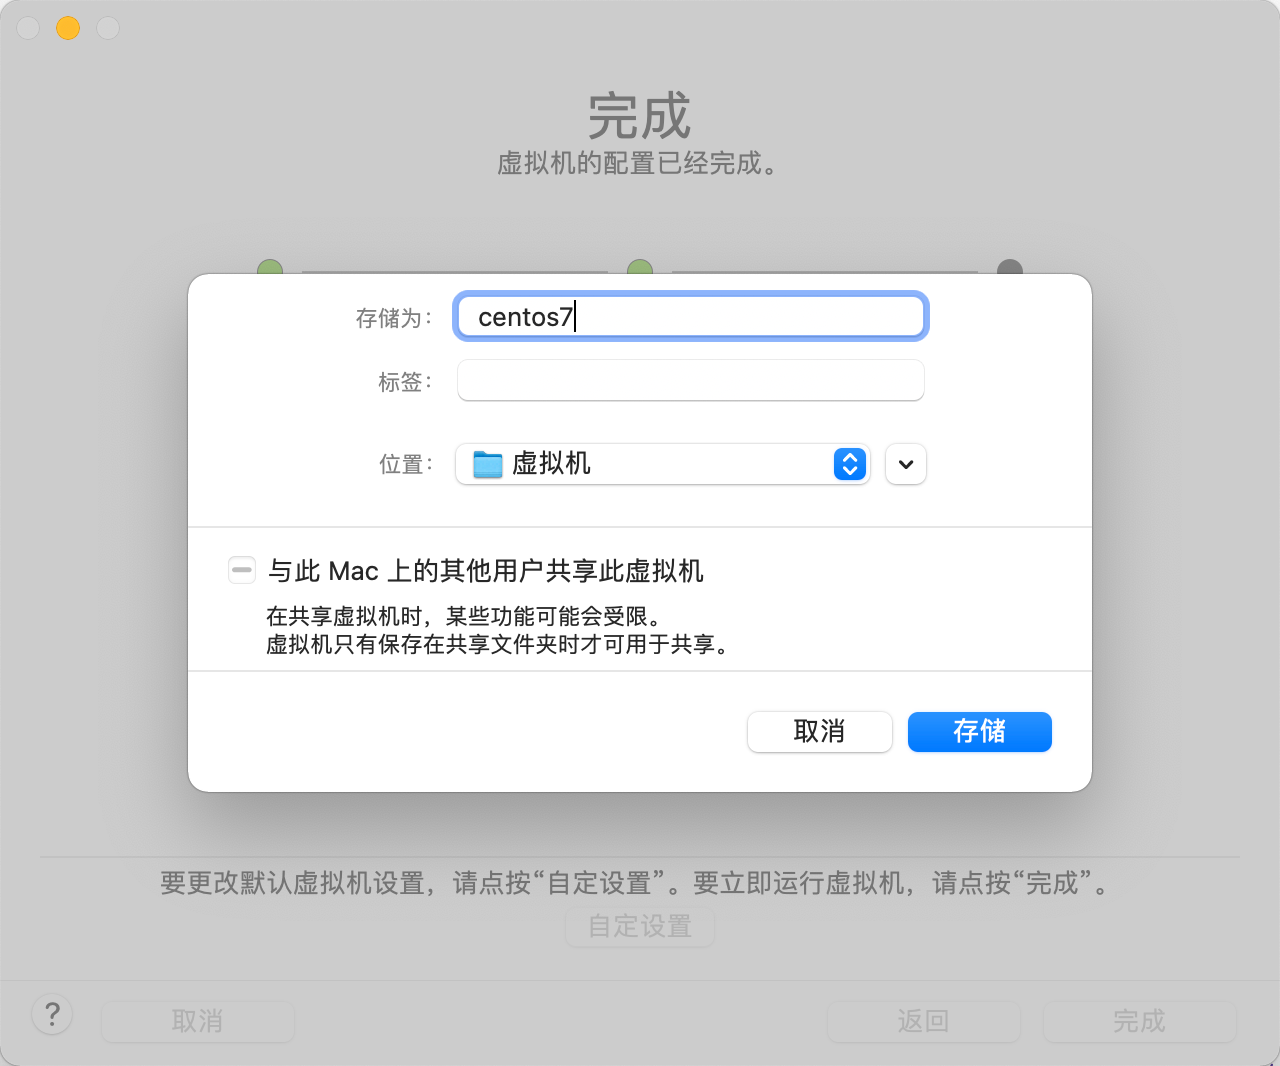 完成
虚拟机的配置已经完成。
存储为：
centos7
标签：
位置：
虚拟机
与此 Mac 上的其他用户共享此虚拟机
在共享虚拟机时，某些功能可能会受限。
虚拟机只有保存在共享文件夹时才可用于共享。
取消
存储
要更改默认虚拟机设置，请点按“自定设置”。要立即运行虚拟机，请点按“完成”。
自定设置
?
取消
返回
完成